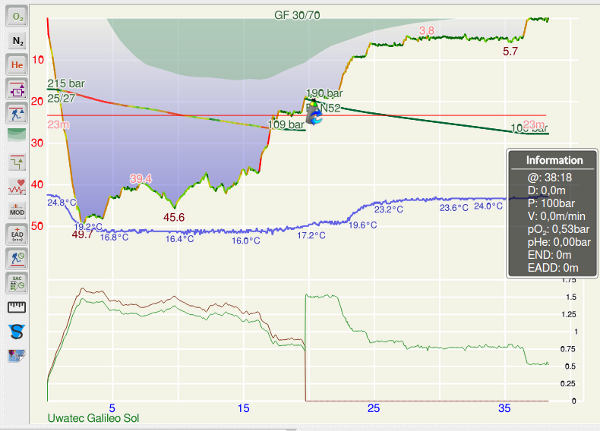 O₂
N₂
He
MOD
EAD
SAC
GF 30/70
10
20
30
40
50
215 bar
25/27
23m
190 bar
N52
109 bar
23m
3.8
5.7
39.4
45.6
49.7
24.8°C
19.2°C
16.8°C
16.4°C
16.0°C
17.2°C
19.6°C
23.2°C
23.6°C
24.0°C
Information
@: 38:18
D: 0,0m
P: 100bar
V: 0,0m/min
pO₂: 0,53bar
pHe: 0,00bar
END: 0m
EADD: 0m
1.75
1.5
1.25
1
0.75
0.5
0.25
0
5
15
25
35
Uwatec Galileo Sol